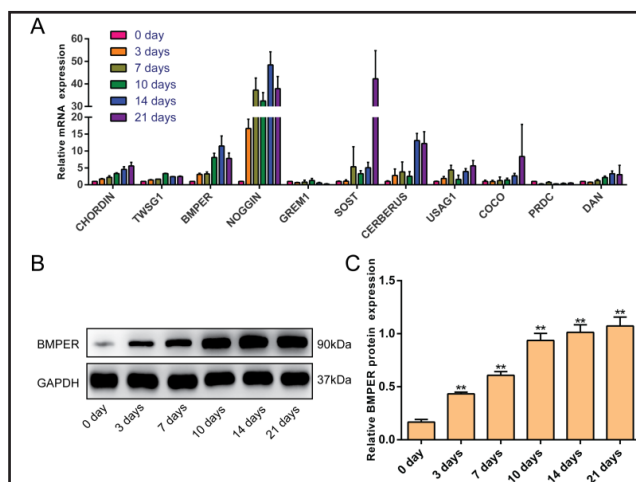 A
0 day
3 days
7 days
10 days
14 days
21 days
Relative mRNA expression
60
50
40
30
20
15
10
5
0
CHORDIN
TWSG1
BMPER
NOGGIN
GREM1
SOST
CERBERUS
USAG1
COCO
PRDC
DAN
B
BMPER
90kDa
GAPDH
37kDa
0 day
3 days
7 days
10 days
14 days
21 days
C
Relative BMPER protein expression
1.5
1.0
0.5
0.0
**
**
**
**
**
0 day
3 days
7 days
10 days
14 days
21 days